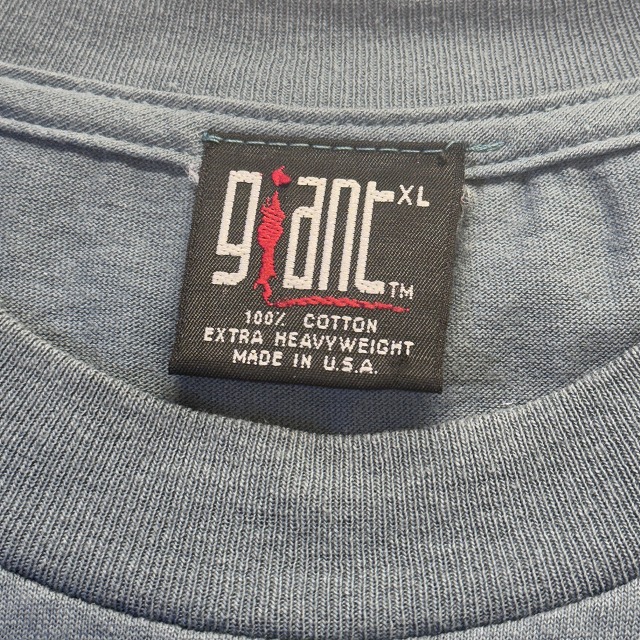 giant XL
TM
100% COTTON
EXTRA HEAVYWEIGHT
MADE IN U.S.A.